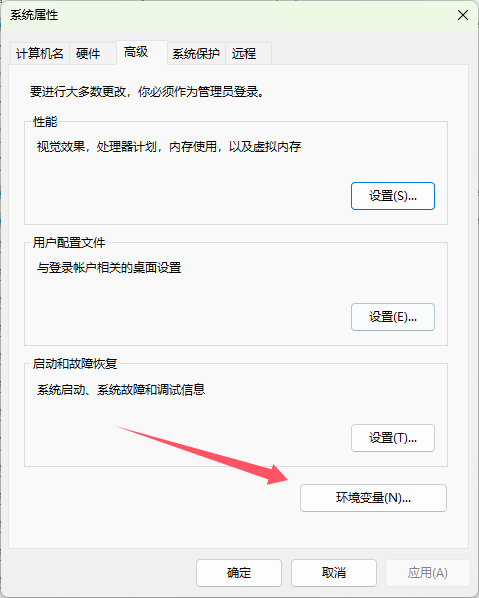 系统属性
计算机名 硬件 高级 系统保护 远程
要进行大多数更改，你必须作为管理员登录。
性能
视觉效果，处理器计划，内存使用，以及虚拟内存
设置(S)...
用户配置文件
与登录帐户相关的桌面设置
设置(E)...
启动和故障恢复
系统启动、系统故障和调试信息
设置(T)...
环境变量(N)...
确定 取消 应用(A)